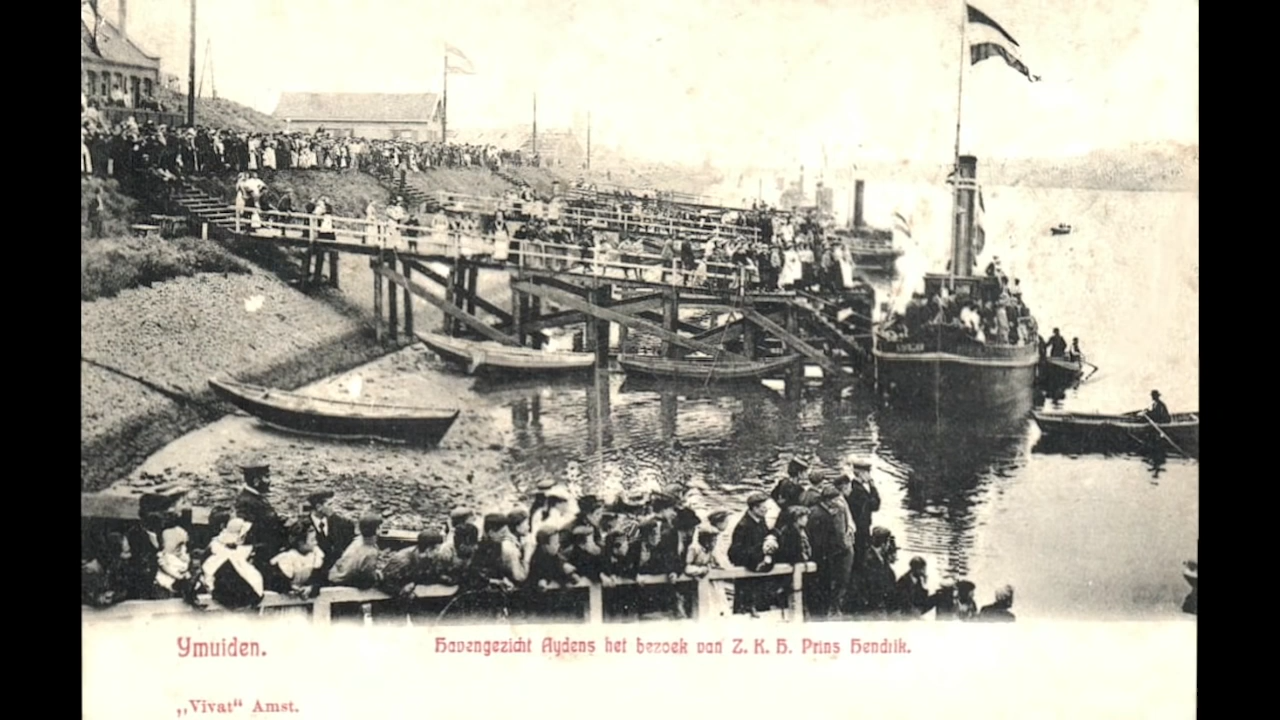 Ymuiden.
Havengezicht Aydens het bezoek van Z. K. H. Prins Hendrik.
„Vivat“ Amst.